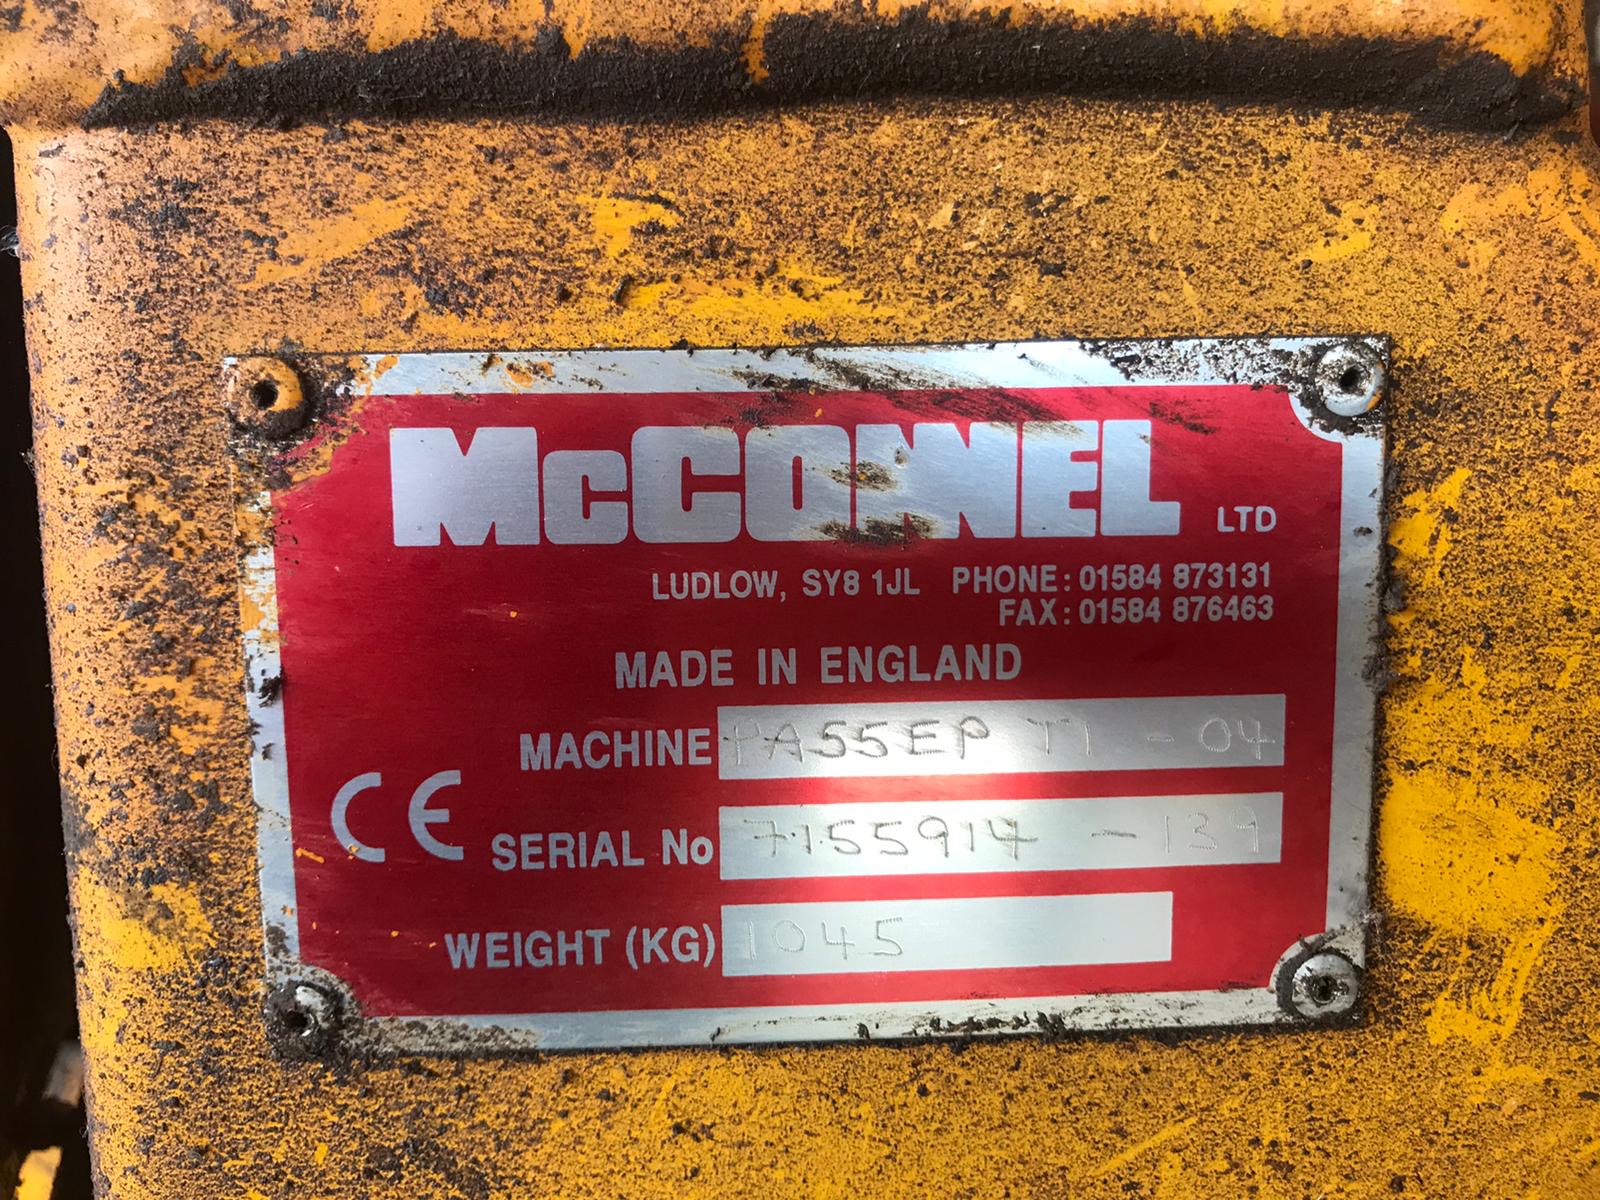 McCONNEL LTD
LUDLOW, SY8 1JL PHONE: 01584 873131
FAX: 01584 876463
MADE IN ENGLAND
MACHINE PA55EP TI - 04
CE SERIAL No 7155914 - 139
WEIGHT (KG) 1045